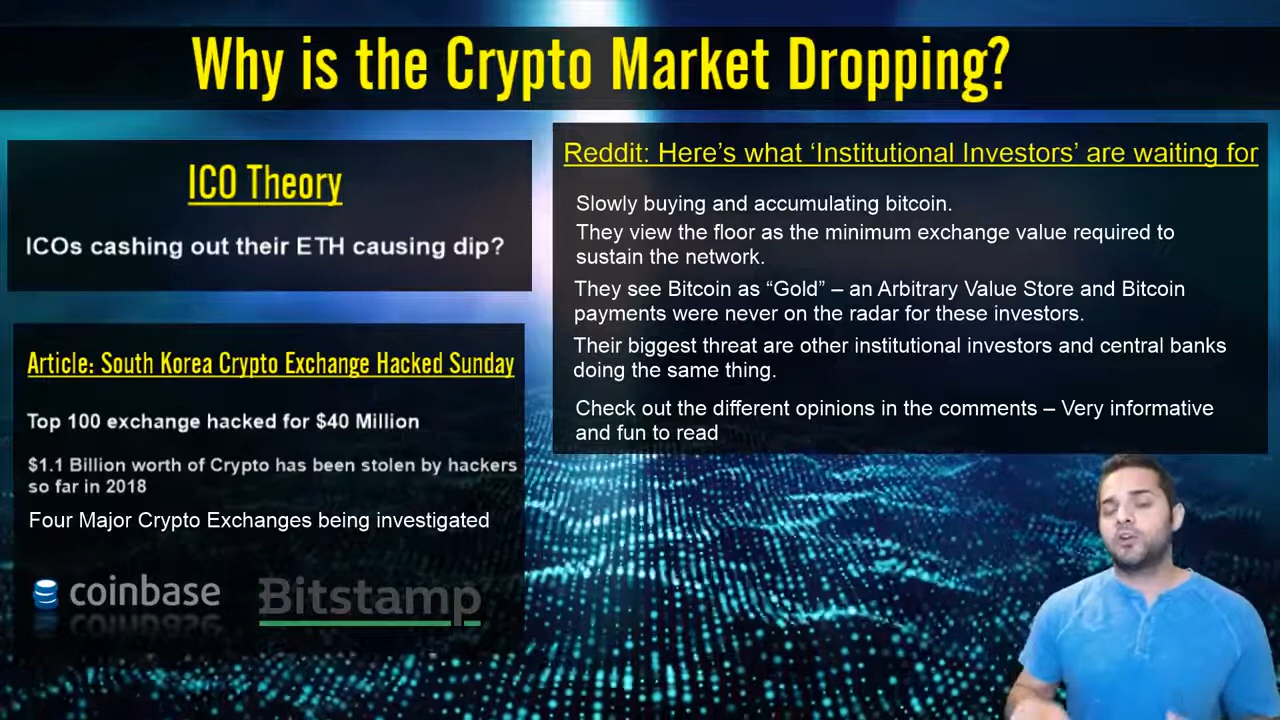 Why is the Crypto Market Dropping?
ICO Theory
ICOs cashing out their ETH causing dip?
Article: South Korea Crypto Exchange Hacked Sunday
Top 100 exchange hacked for $40 Million
$1.1 Billion worth of Crypto has been stolen by hackers
so far in 2018
Four Major Crypto Exchanges being investigated
coinbase
Bitstamp
Reddit: Here’s what ‘Institutional Investors’ are waiting for
Slowly buying and accumulating bitcoin.
They view the floor as the minimum exchange value required to
sustain the network.
They see Bitcoin as “Gold” – an Arbitrary Value Store and Bitcoin
payments were never on the radar for these investors.
Their biggest threat are other institutional investors and central banks
doing the same thing.
Check out the different opinions in the comments – Very informative
and fun to read